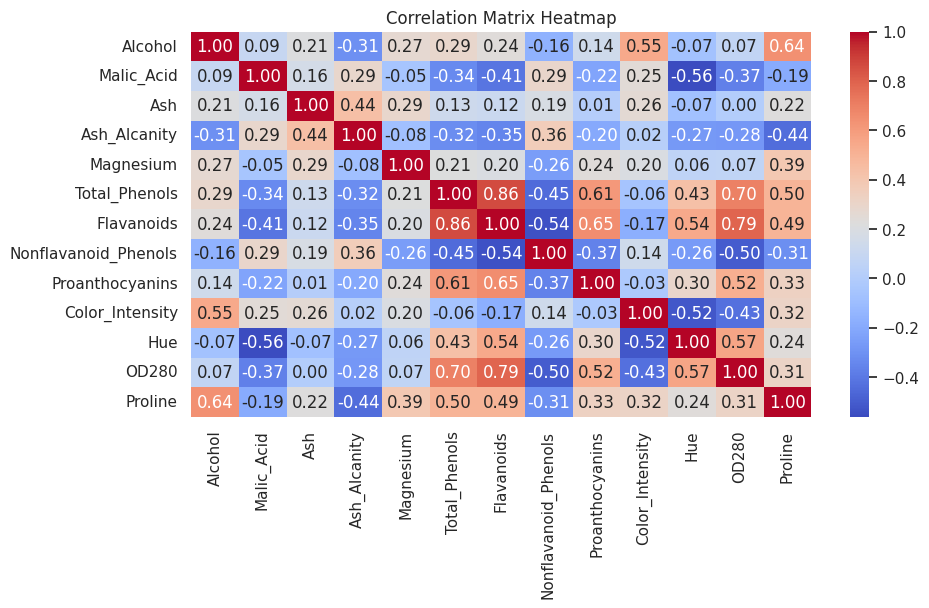 Correlation Matrix Heatmap
Alcohol 1.00 0.09 0.21 -0.31 0.27 0.29 0.24 -0.16 0.14 0.55 -0.07 0.07 0.64
Malic_Acid 0.09 1.00 0.16 0.29 -0.05 -0.34 -0.41 0.29 -0.22 0.25 -0.56 -0.37 -0.19
Ash 0.21 0.16 1.00 0.44 0.29 0.13 0.12 0.19 0.01 0.26 -0.07 0.00 0.22
Ash_Alcanity -0.31 0.29 0.44 1.00 -0.08 -0.32 -0.35 0.36 -0.20 0.02 -0.27 -0.28 -0.44
Magnesium 0.27 -0.05 0.29 -0.08 1.00 0.21 0.20 -0.26 0.24 0.20 0.06 0.07 0.39
Total_Phenols 0.29 -0.34 0.13 -0.32 0.21 1.00 0.86 -0.45 0.61 -0.06 0.43 0.70 0.50
Flavanoids 0.24 -0.41 0.12 -0.35 0.20 0.86 1.00 -0.54 0.65 -0.17 0.54 0.79 0.49
Nonflavanoid_Phenols -0.16 0.29 0.19 0.36 -0.26 -0.45 -0.54 1.00 -0.37 0.14 -0.26 -0.50 -0.31
Proanthocyanins 0.14 -0.22 0.01 -0.20 0.24 0.61 0.65 -0.37 1.00 -0.03 0.30 0.52 0.33
Color_Intensity 0.55 0.25 0.26 0.02 0.20 -0.06 -0.17 0.14 -0.03 1.00 -0.52 -0.43 0.32
Hue -0.07 -0.56 -0.07 -0.27 0.06 0.43 0.54 -0.26 0.30 -0.52 1.00 0.57 0.24
OD280 0.07 -0.37 0.00 -0.28 0.07 0.70 0.79 -0.50 0.52 -0.43 0.57 1.00 0.31
Proline 0.64 -0.19 0.22 -0.44 0.39 0.50 0.49 -0.31 0.33 0.32 0.24 0.31 1.00
Alcohol
Malic_Acid
Ash
Ash_Alcanity
Magnesium
Total_Phenols
Flavanoids
Nonflavanoid_Phenols
Proanthocyanins
Color_Intensity
Hue
OD280
Proline
1.0
0.8
0.6
0.4
0.2
0.0
−0.2
−0.4